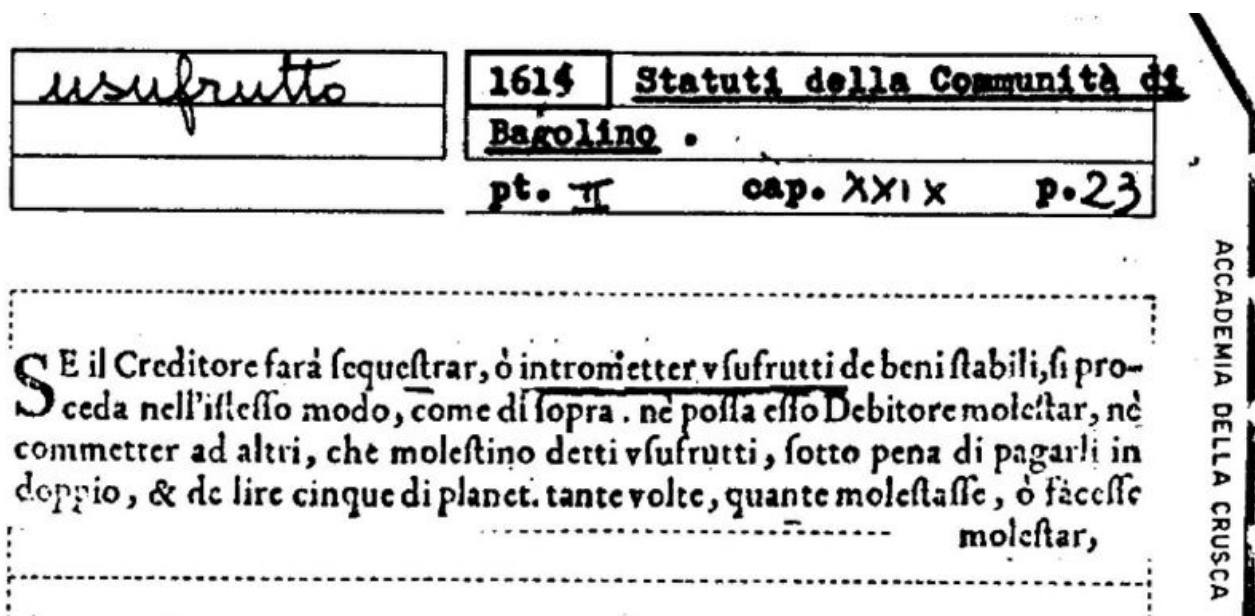 usufrutto
1614 Statuti della Communità di
Bagolino .
pt. II cap. XXIX p.23
SE il Creditore farà ſequeſtrar, ò intrometter vſufrutti de beni ſtabili, ſi pro-
ceda nell'iſteſſo modo, come di ſopra . nè poſſa eſſo Debitore moleſtar, nè
commetter ad altri, che moleſtino detti vſufrutti, ſotto pena di pagarli in
doppio, & de lire cinque di planet. tante volte, quante moleſtaſſe, ò faceſſe
moleſtar,
ACCADEMIA DELLA CRUSCA